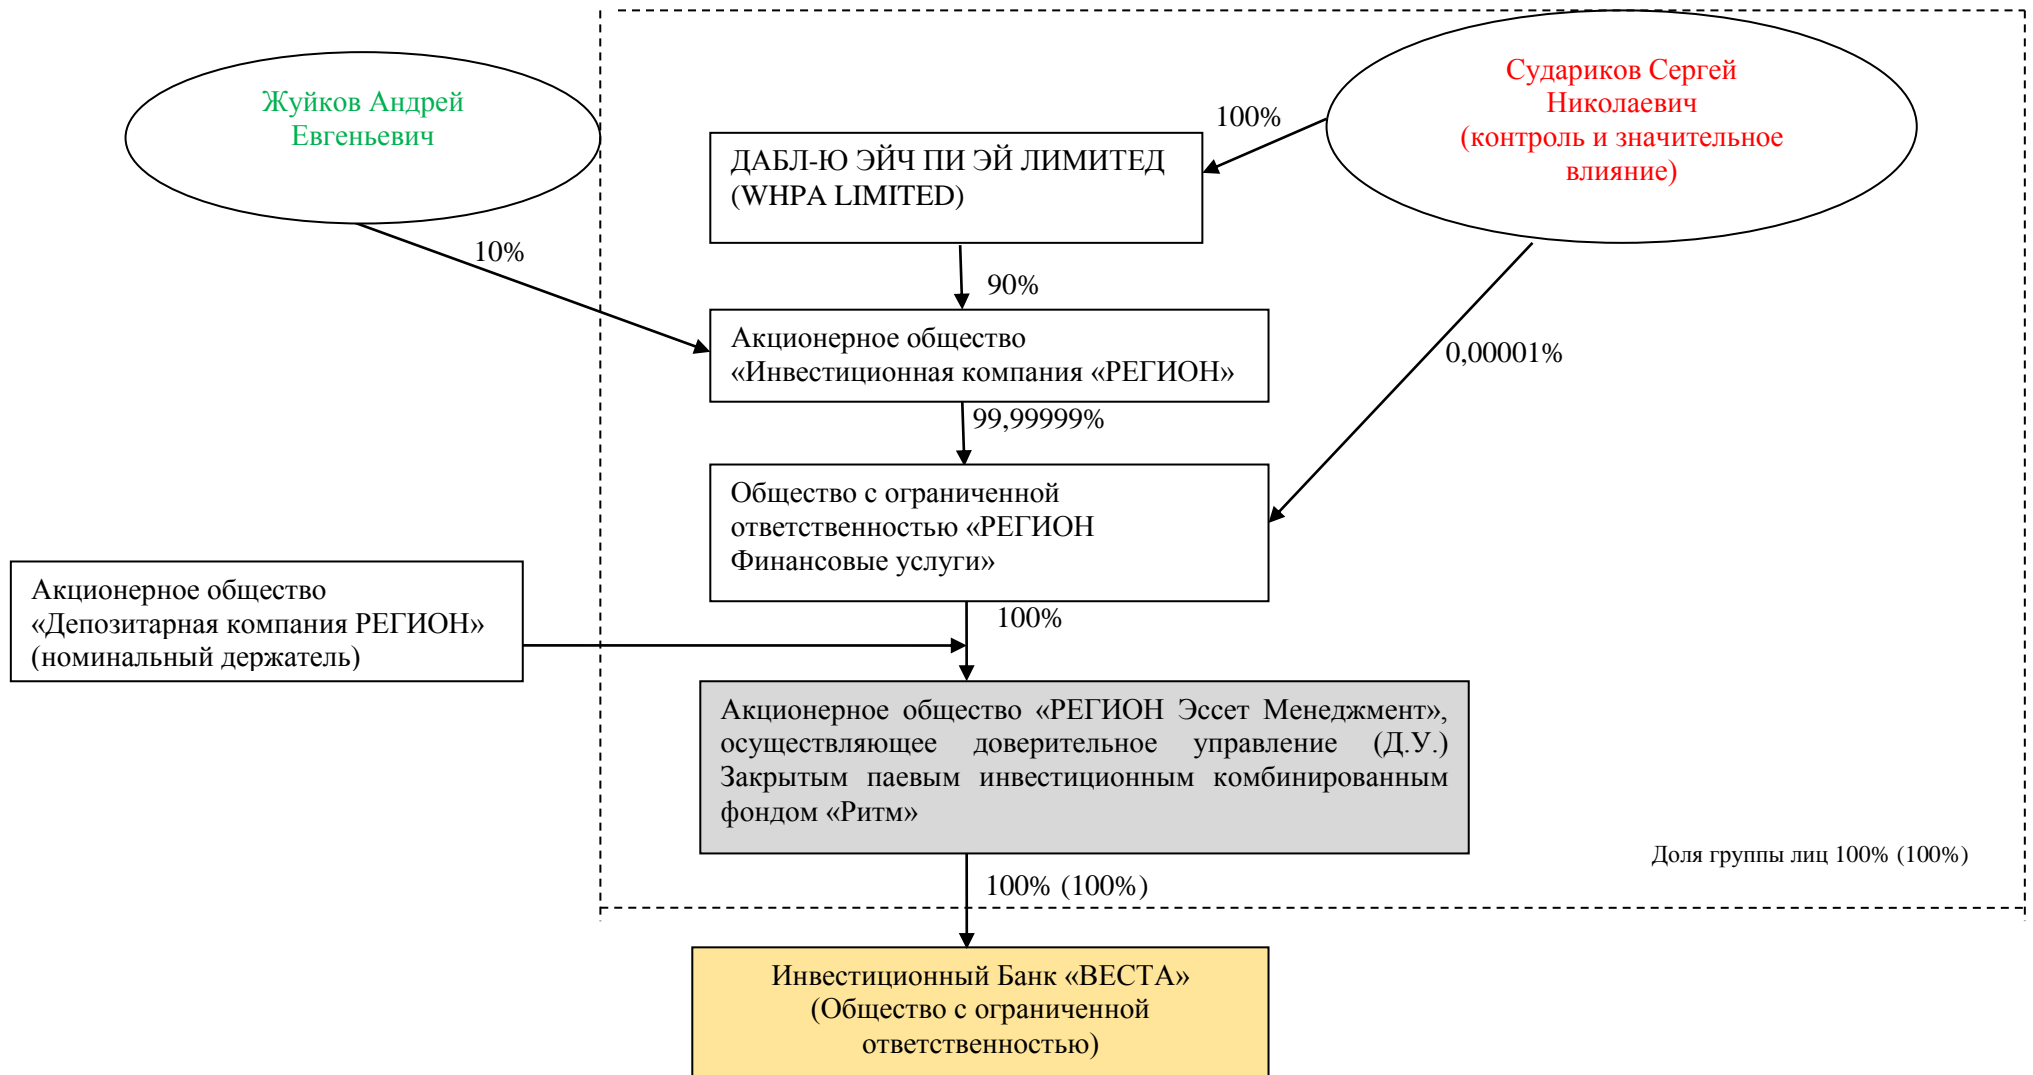 Жуйков Андрей
Евгеньевич
Судариков Сергей
Николаевич
(контроль и значительное
влияние)
100%
ДАБЛ-Ю ЭЙЧ ПИ ЭЙ ЛИМИТЕД
(WHPA LIMITED)
10%
90%
Акционерное общество
«Инвестиционная компания «РЕГИОН»
0,00001%
99,99999%
Общество с ограниченной
ответственностью «РЕГИОН
Финансовые услуги»
Акционерное общество
«Депозитарная компания РЕГИОН»
(номинальный держатель)
100%
Акционерное общество «РЕГИОН Эссет Менеджмент»,
осуществляющее доверительное управление (Д.У.)
Закрытым паевым инвестиционным комбинированным
фондом «Ритм»
Доля группы лиц 100% (100%)
100% (100%)
Инвестиционный Банк «ВЕСТА»
(Общество с ограниченной
ответственностью)